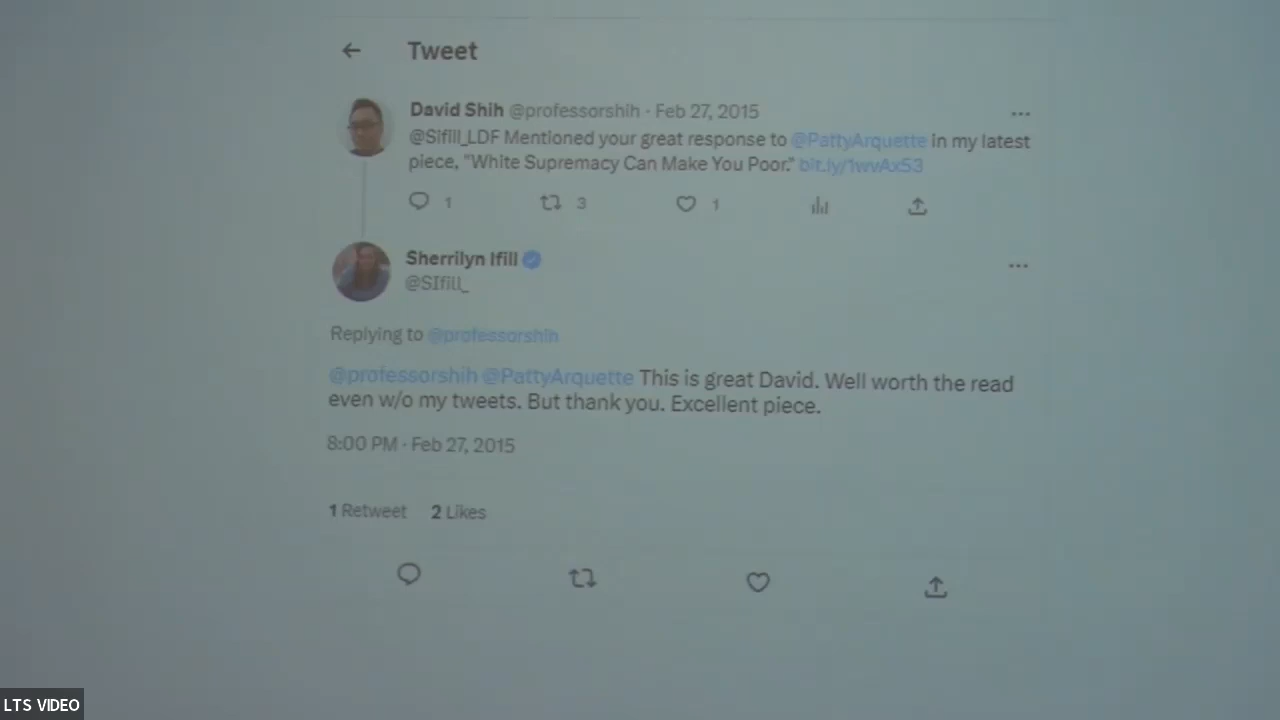 Tweet
David Shih @professorshih · Feb 27, 2015
@SIfill_LDF Mentioned your great response to @PattyArquette in my latest
piece, "White Supremacy Can Make You Poor." bit.ly/1wvAx53
1 3 1
Sherrilyn Ifill
@SIfill_
Replying to @professorshih
@professorshih @PattyArquette This is great David. Well worth the read
even w/o my tweets. But thank you. Excellent piece.
8:00 PM · Feb 27, 2015
1 Retweet 2 Likes
LTS VIDEO